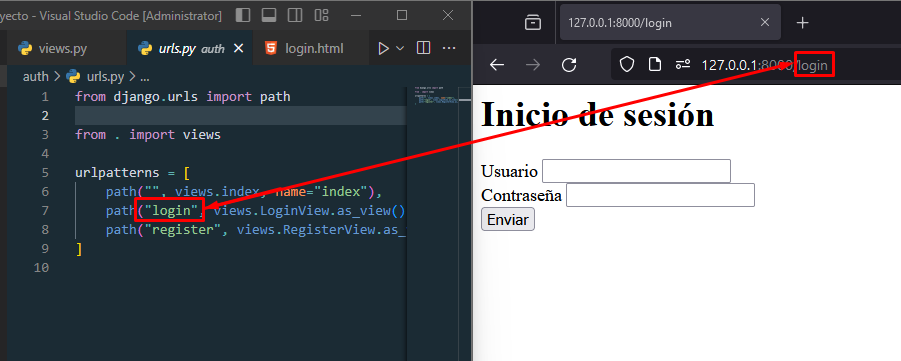 yecto - Visual Studio Code [Administrator]
views.py
urls.py auth
login.html
auth > urls.py > ...
1 from django.urls import path
2
3 from . import views
4
5 urlpatterns = [
6 path("", views.index, name="index"),
7 path("login", views.LoginView.as_view()
8 path("register", views.RegisterView.as_
9 ]
10
127.0.0.1:8000/login
127.0.0.1:8000/login
Inicio de sesión
Usuario
Contraseña
Enviar